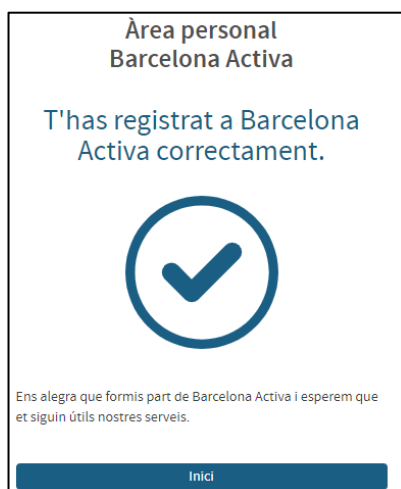 Àrea personal
Barcelona Activa
T'has registrat a Barcelona
Activa correctament.
Ens alegra que formis part de Barcelona Activa i esperem que
et siguin útils nostres serveis.
Inici